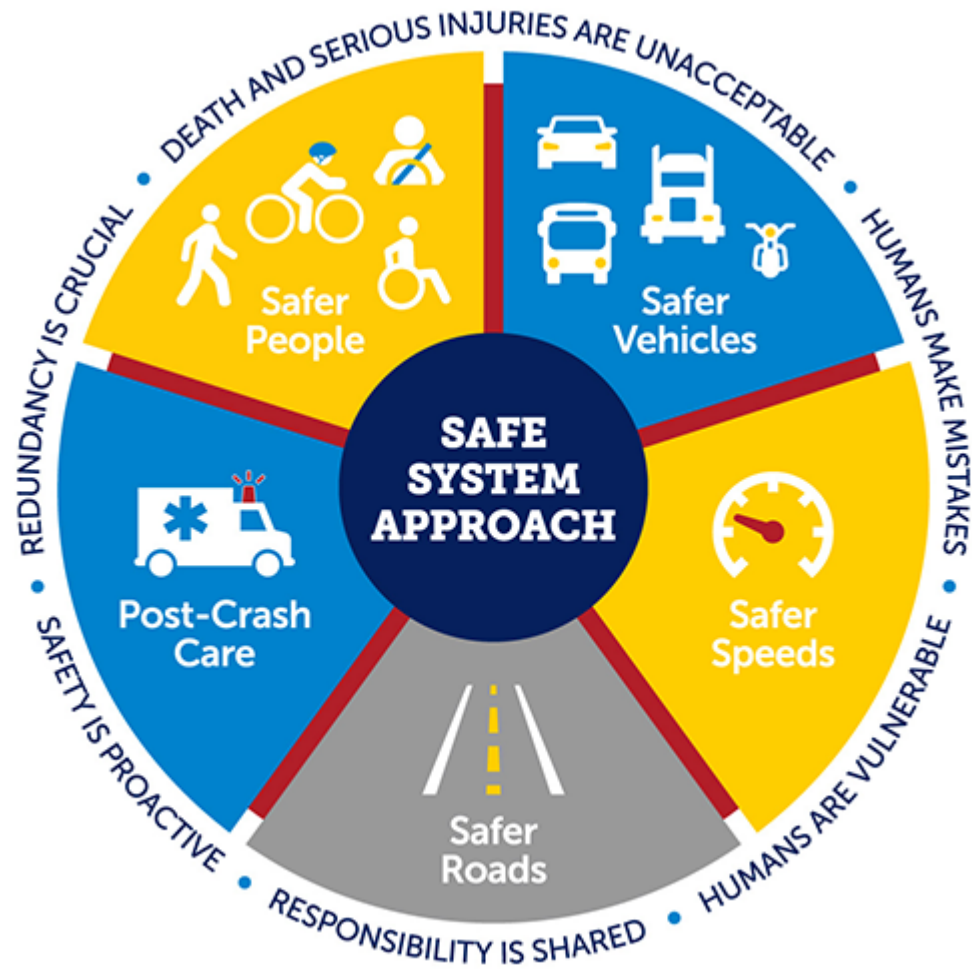 DEATH AND SERIOUS INJURIES ARE UNACCEPTABLE
HUMANS MAKE MISTAKES
HUMANS ARE VULNERABLE
RESPONSIBILITY IS SHARED
SAFETY IS PROACTIVE
REDUNDANCY IS CRUCIAL
Safer
People
Safer
Vehicles
SAFE
SYSTEM
APPROACH
Safer
Speeds
Post-Crash
Care
Safer
Roads